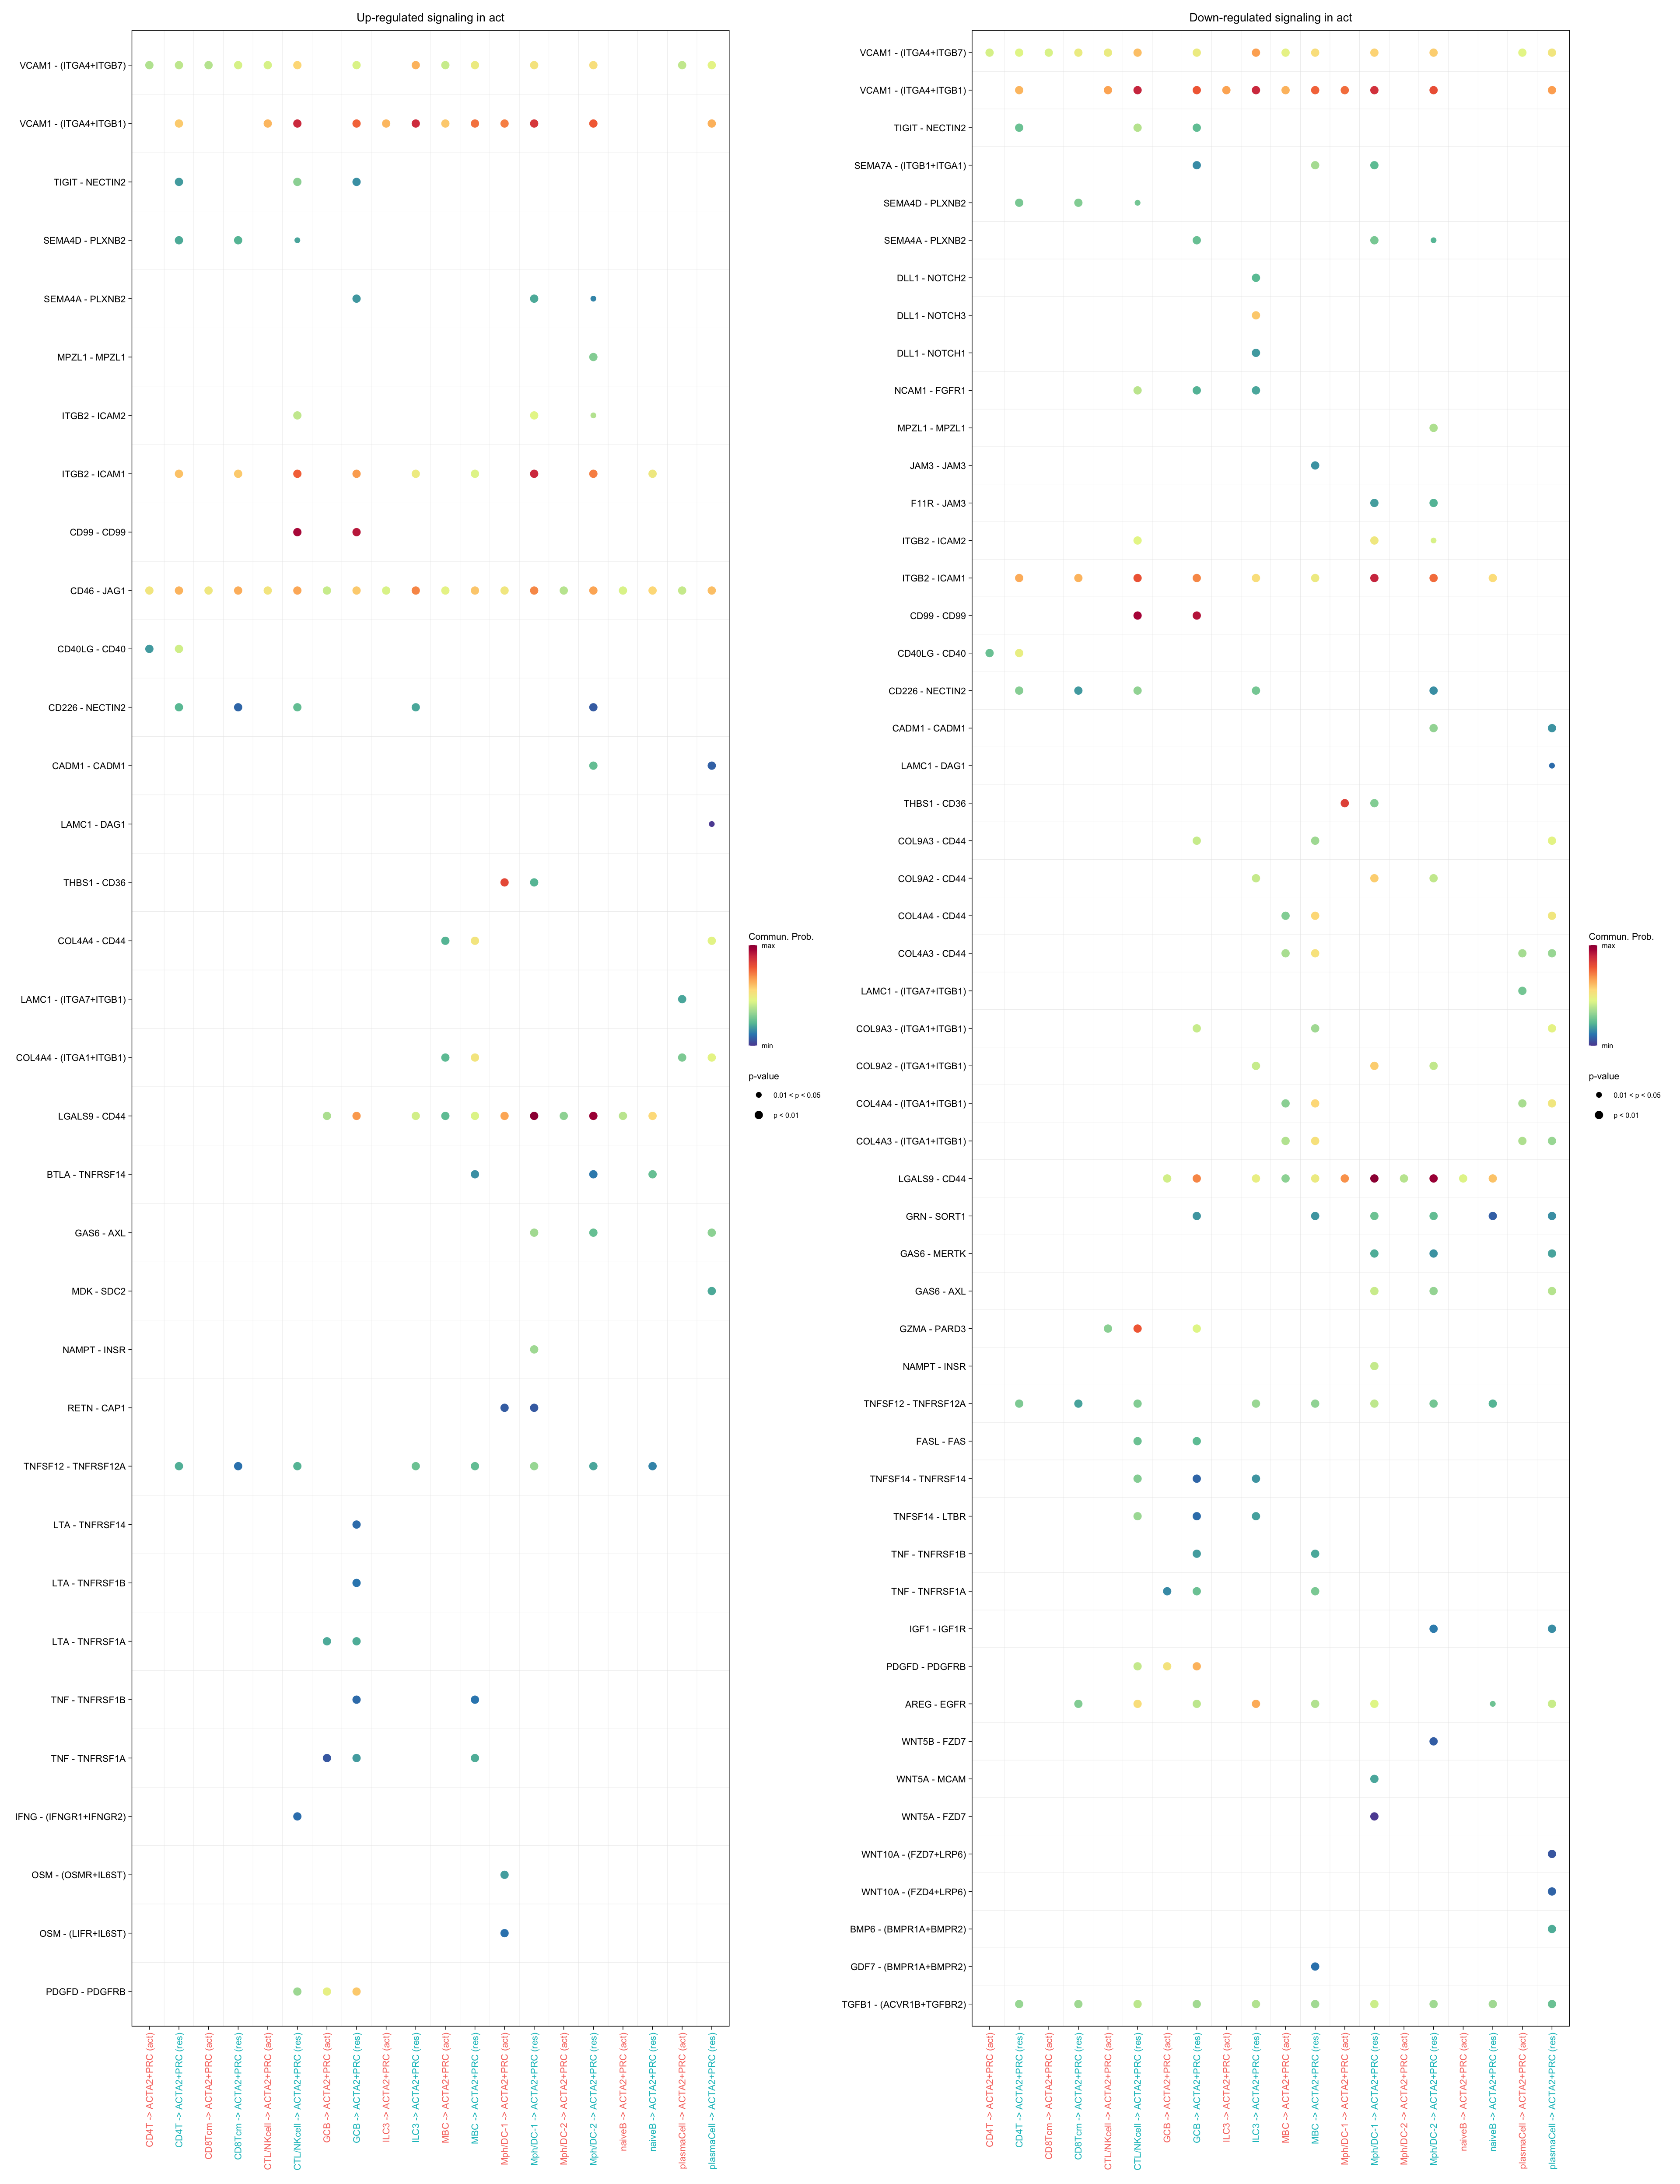 Up-regulated signaling in act
VCAM1 - (ITGA4+ITGB7)
VCAM1 - (ITGA4+ITGB1)
TIGIT - NECTIN2
SEMA4D - PLXNB2
SEMA4A - PLXNB2
MPZL1 - MPZL1
ITGB2 - ICAM2
ITGB2 - ICAM1
CD99 - CD99
CD46 - JAG1
CD40LG - CD40
CD226 - NECTIN2
CADM1 - CADM1
LAMC1 - DAG1
THBS1 - CD36
COL4A4 - CD44
LAMC1 - (ITGA7+ITGB1)
COL4A4 - (ITGA1+ITGB1)
LGALS9 - CD44
BTLA - TNFRSF14
GAS6 - AXL
MDK - SDC2
NAMPT - INSR
RETN - CAP1
TNFSF12 - TNFRSF12A
LTA - TNFRSF14
LTA - TNFRSF1B
LTA - TNFRSF1A
TNF - TNFRSF1B
TNF - TNFRSF1A
IFNG - (IFNGR1+IFNGR2)
OSM - (OSMR+IL6ST)
OSM - (LIFR+IL6ST)
PDGFD - PDGFRB
CD4T -> ACTA2+PRC (act)
CD4T -> ACTA2+PRC (res)
CD8Tcm -> ACTA2+PRC (act)
CD8Tcm -> ACTA2+PRC (res)
CTL/NKcell -> ACTA2+PRC (act)
CTL/NKcell -> ACTA2+PRC (res)
GCB -> ACTA2+PRC (act)
GCB -> ACTA2+PRC (res)
ILC3 -> ACTA2+PRC (act)
ILC3 -> ACTA2+PRC (res)
MBC -> ACTA2+PRC (act)
MBC -> ACTA2+PRC (res)
Mph/DC-1 -> ACTA2+PRC (act)
Mph/DC-1 -> ACTA2+PRC (res)
Mph/DC-2 -> ACTA2+PRC (act)
Mph/DC-2 -> ACTA2+PRC (res)
naiveB -> ACTA2+PRC (act)
naiveB -> ACTA2+PRC (res)
plasmaCell -> ACTA2+PRC (act)
plasmaCell -> ACTA2+PRC (res)
Commun. Prob.
max
min
p-value
0.01 < p < 0.05
p < 0.01
Down-regulated signaling in act
VCAM1 - (ITGA4+ITGB7)
VCAM1 - (ITGA4+ITGB1)
TIGIT - NECTIN2
SEMA7A - (ITGB1+ITGA1)
SEMA4D - PLXNB2
SEMA4A - PLXNB2
DLL1 - NOTCH2
DLL1 - NOTCH3
DLL1 - NOTCH1
NCAM1 - FGFR1
MPZL1 - MPZL1
JAM3 - JAM3
F11R - JAM3
ITGB2 - ICAM2
ITGB2 - ICAM1
CD99 - CD99
CD40LG - CD40
CD226 - NECTIN2
CADM1 - CADM1
LAMC1 - DAG1
THBS1 - CD36
COL9A3 - CD44
COL9A2 - CD44
COL4A4 - CD44
COL4A3 - CD44
LAMC1 - (ITGA7+ITGB1)
COL9A3 - (ITGA1+ITGB1)
COL9A2 - (ITGA1+ITGB1)
COL4A4 - (ITGA1+ITGB1)
COL4A3 - (ITGA1+ITGB1)
LGALS9 - CD44
GRN - SORT1
GAS6 - MERTK
GAS6 - AXL
GZMA - PARD3
NAMPT - INSR
TNFSF12 - TNFRSF12A
FASL - FAS
TNFSF14 - TNFRSF14
TNFSF14 - LTBR
TNF - TNFRSF1B
TNF - TNFRSF1A
IGF1 - IGF1R
PDGFD - PDGFRB
AREG - EGFR
WNT5B - FZD7
WNT5A - MCAM
WNT5A - FZD7
WNT10A - (FZD7+LRP6)
WNT10A - (FZD4+LRP6)
BMP6 - (BMPR1A+BMPR2)
GDF7 - (BMPR1A+BMPR2)
TGFB1 - (ACVR1B+TGFBR2)
CD4T -> ACTA2+PRC (act)
CD4T -> ACTA2+PRC (res)
CD8Tcm -> ACTA2+PRC (act)
CD8Tcm -> ACTA2+PRC (res)
CTL/NKcell -> ACTA2+PRC (act)
CTL/NKcell -> ACTA2+PRC (res)
GCB -> ACTA2+PRC (act)
GCB -> ACTA2+PRC (res)
ILC3 -> ACTA2+PRC (act)
ILC3 -> ACTA2+PRC (res)
MBC -> ACTA2+PRC (act)
MBC -> ACTA2+PRC (res)
Mph/DC-1 -> ACTA2+PRC (act)
Mph/DC-1 -> ACTA2+PRC (res)
Mph/DC-2 -> ACTA2+PRC (act)
Mph/DC-2 -> ACTA2+PRC (res)
naiveB -> ACTA2+PRC (act)
naiveB -> ACTA2+PRC (res)
plasmaCell -> ACTA2+PRC (act)
plasmaCell -> ACTA2+PRC (res)
Commun. Prob.
max
min
p-value
0.01 < p < 0.05
p < 0.01